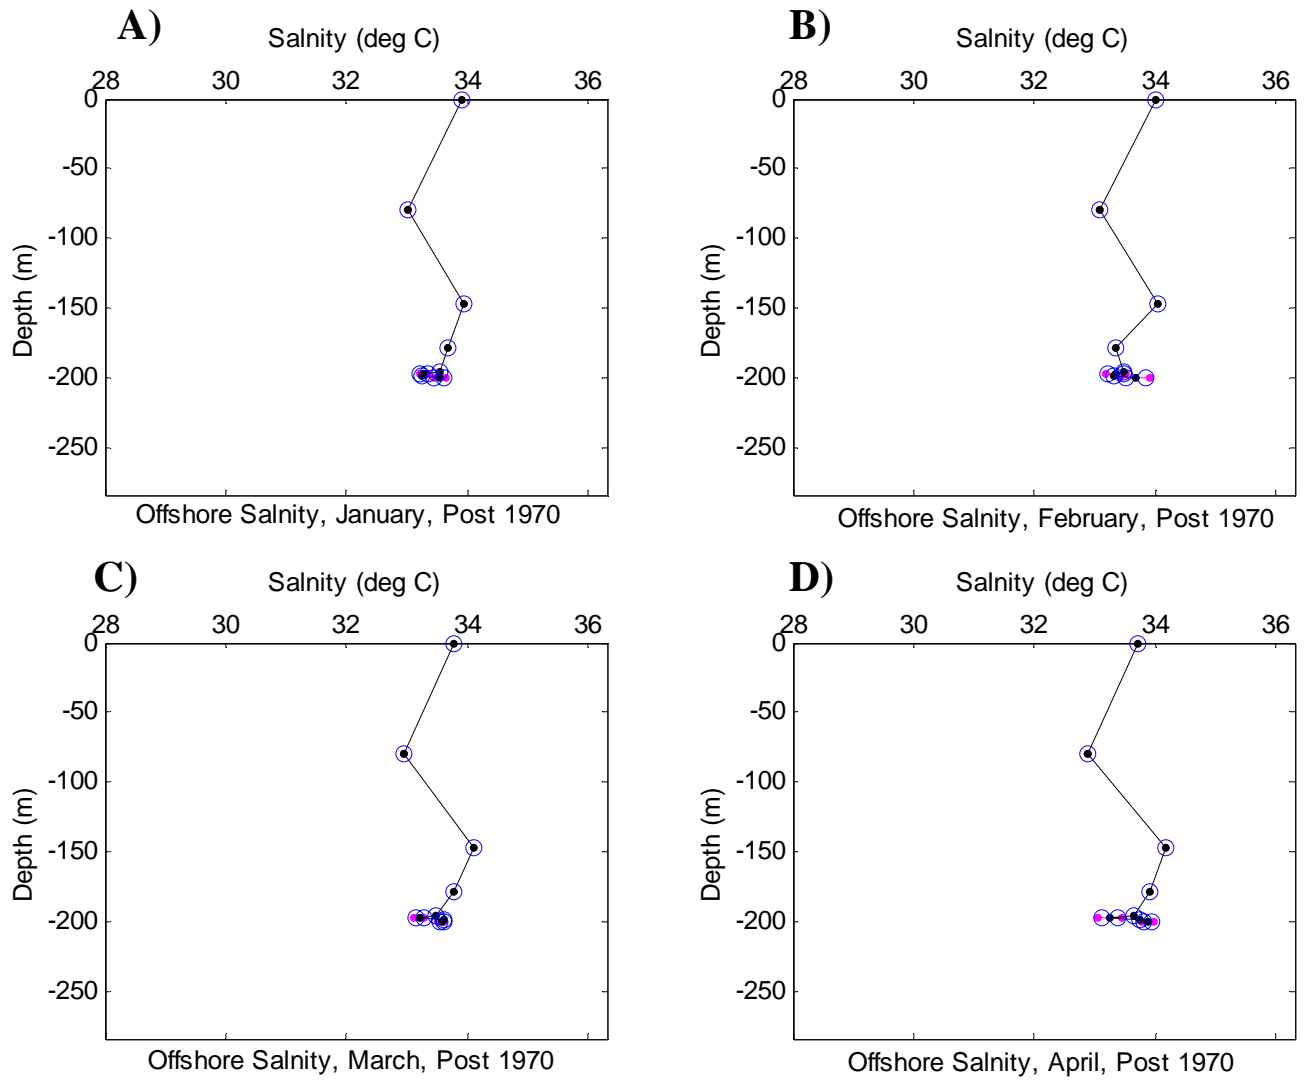 A)
Salnity (deg C)
28 30 32 34 36
0
-50
-100
-150
-200
-250
Depth (m)
Offshore Salnity, January, Post 1970
B)
Salnity (deg C)
28 30 32 34 36
0
-50
-100
-150
-200
-250
Depth (m)
Offshore Salnity, February, Post 1970
C)
Salnity (deg C)
28 30 32 34 36
0
-50
-100
-150
-200
-250
Depth (m)
Offshore Salnity, March, Post 1970
D)
Salnity (deg C)
28 30 32 34 36
0
-50
-100
-150
-200
-250
Depth (m)
Offshore Salnity, April, Post 1970